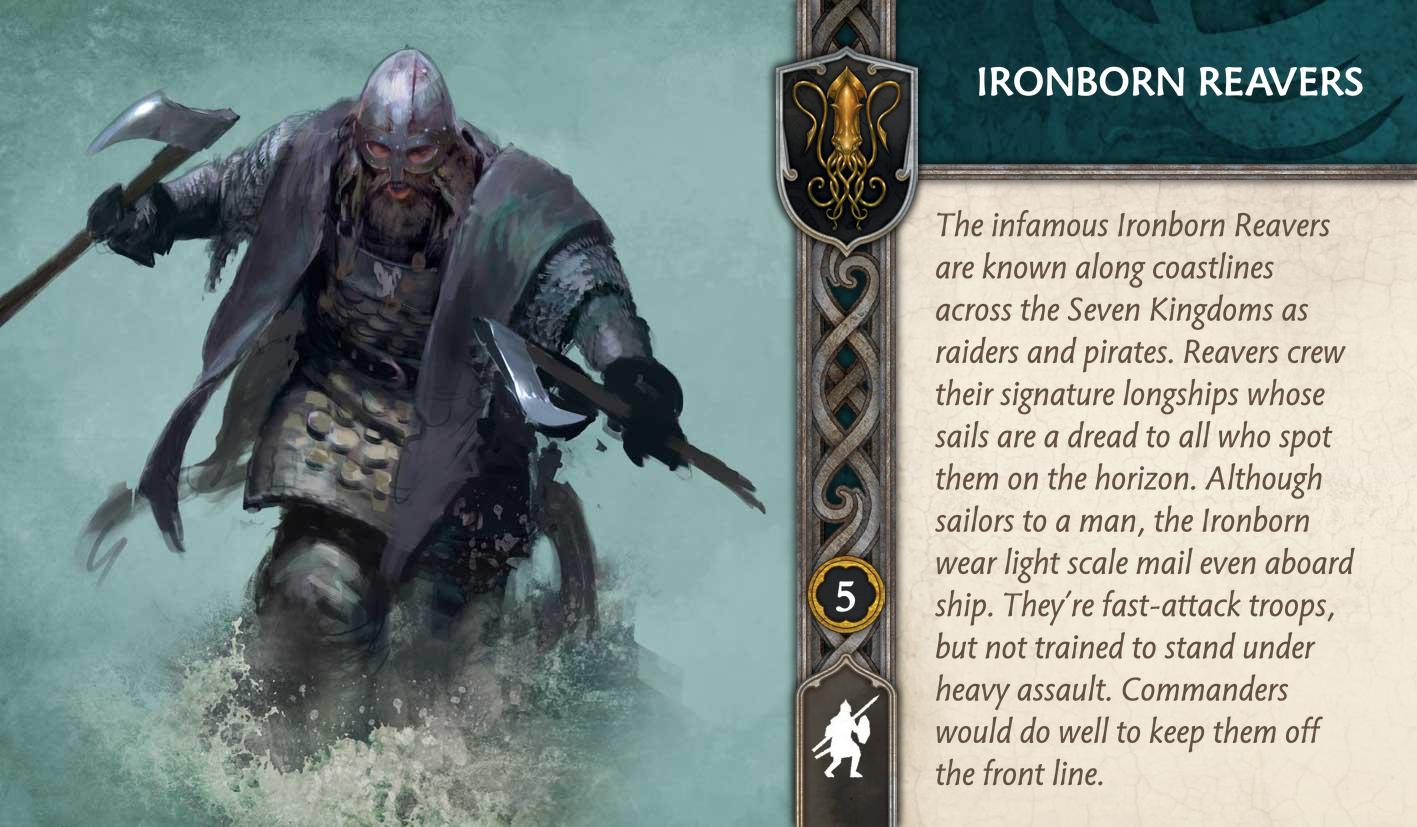 IRONBORN REAVERS
The infamous Ironborn Reavers
are known along coastlines
across the Seven Kingdoms as
raiders and pirates. Reavers crew
their signature longships whose
sails are a dread to all who spot
them on the horizon. Although
sailors to a man, the Ironborn
wear light scale mail even aboard
ship. They’re fast-attack troops,
but not trained to stand under
heavy assault. Commanders
would do well to keep them off
the front line.
5